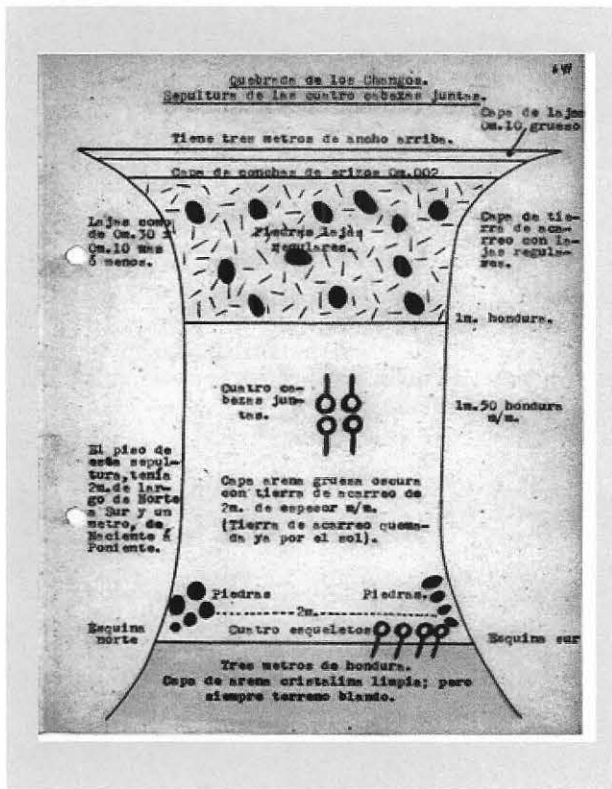 Quebrada de los Changos.
Sepultura de las cuatro cabezas juntas.
Capa de lajas
0m.10 grueso
Tiene tres metros de ancho arriba.
Capa de conchas de erizos 0m.002
Lajas como
de 0m.30 x
0m.10 mas
ó menos.
Piedras lajas
regulares.
Capa de tie-
rra de aca-
rreo con la-
jas regula-
res.
1m. hondura.
Cuatro ca-
bezas jun-
tas.
1m.50 hondura
m/m.
El piso de
esta sepul-
tura, tenía
2m. de lar-
go de Norte
a Sur y un
metro, de
Naciente á
Poniente.
Capa arena gruesa oscura
con tierra de acarreo de
2m. de espesor m/m.
(Tierra de acarreo quema-
da ya por el sol).
Piedras
Piedras.
2m.
Esquina
norte
Cuatro esqueletos
Esquina sur
Tres metros de hondura.
Capa de arena cristalina limpia; pero
siempre terreno blando.